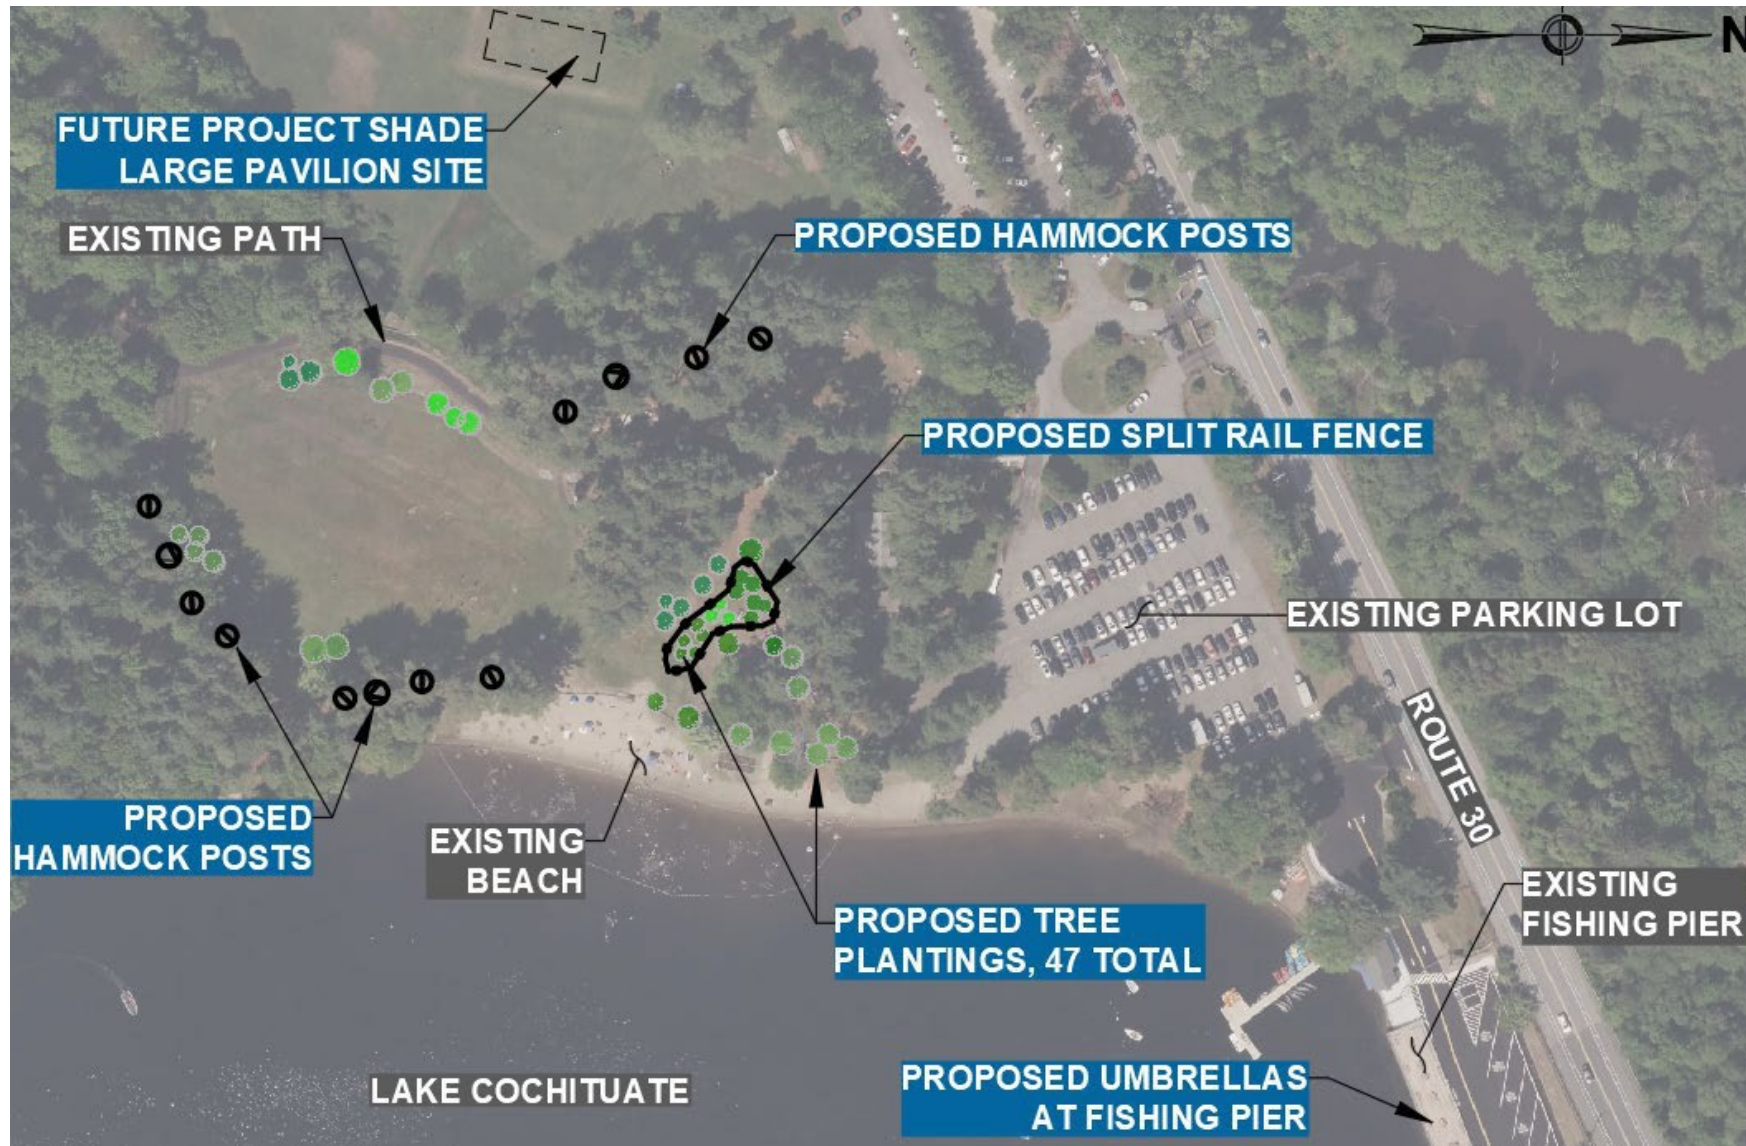 N
FUTURE PROJECT SHADE
LARGE PAVILION SITE
EXISTING PATH
PROPOSED HAMMOCK POSTS
PROPOSED SPLIT RAIL FENCE
EXISTING PARKING LOT
ROUTE 30
PROPOSED
HAMMOCK POSTS
EXISTING
BEACH
PROPOSED TREE
PLANTINGS, 47 TOTAL
EXISTING
FISHING PIER
LAKE COCHITUATE
PROPOSED UMBRELLAS
AT FISHING PIER